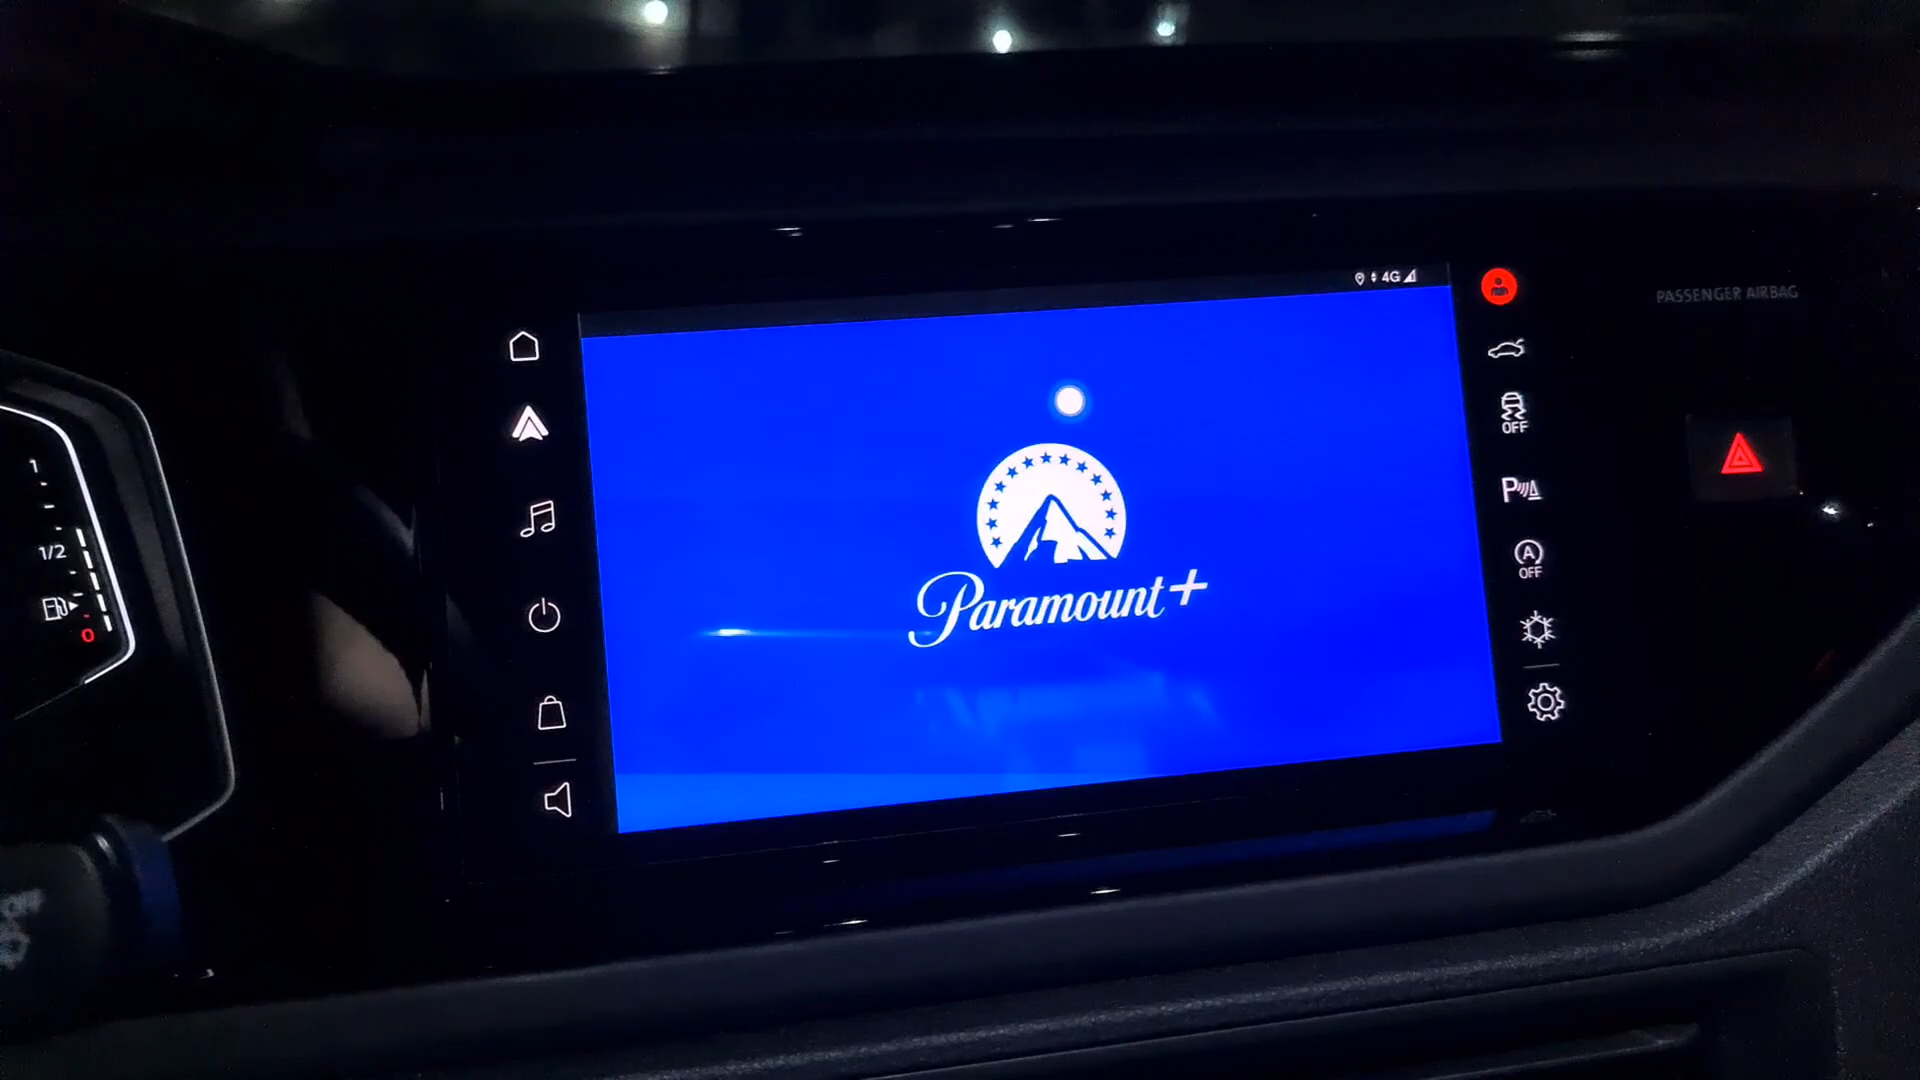 4G
PASSENGER AIRBAG
1
1/2
0
OFF
P
A
OFF
Paramount+